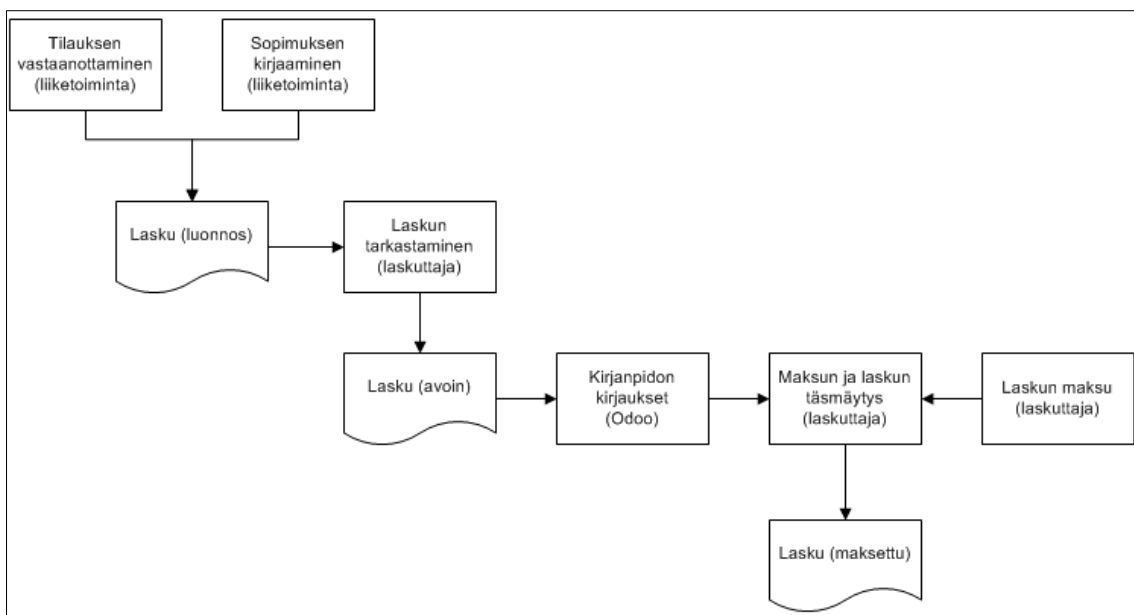 Tilauksen
vastaanottaminen
(liiketoiminta)
Sopimuksen
kirjaaminen
(liiketoiminta)
Lasku (luonnos)
Laskun
tarkastaminen
(laskuttaja)
Lasku (avoin)
Kirjanpidon
kirjaukset
(Odoo)
Maksun ja laskun
täsmäytys
(laskuttaja)
Laskun maksu
(laskuttaja)
Lasku (maksettu)